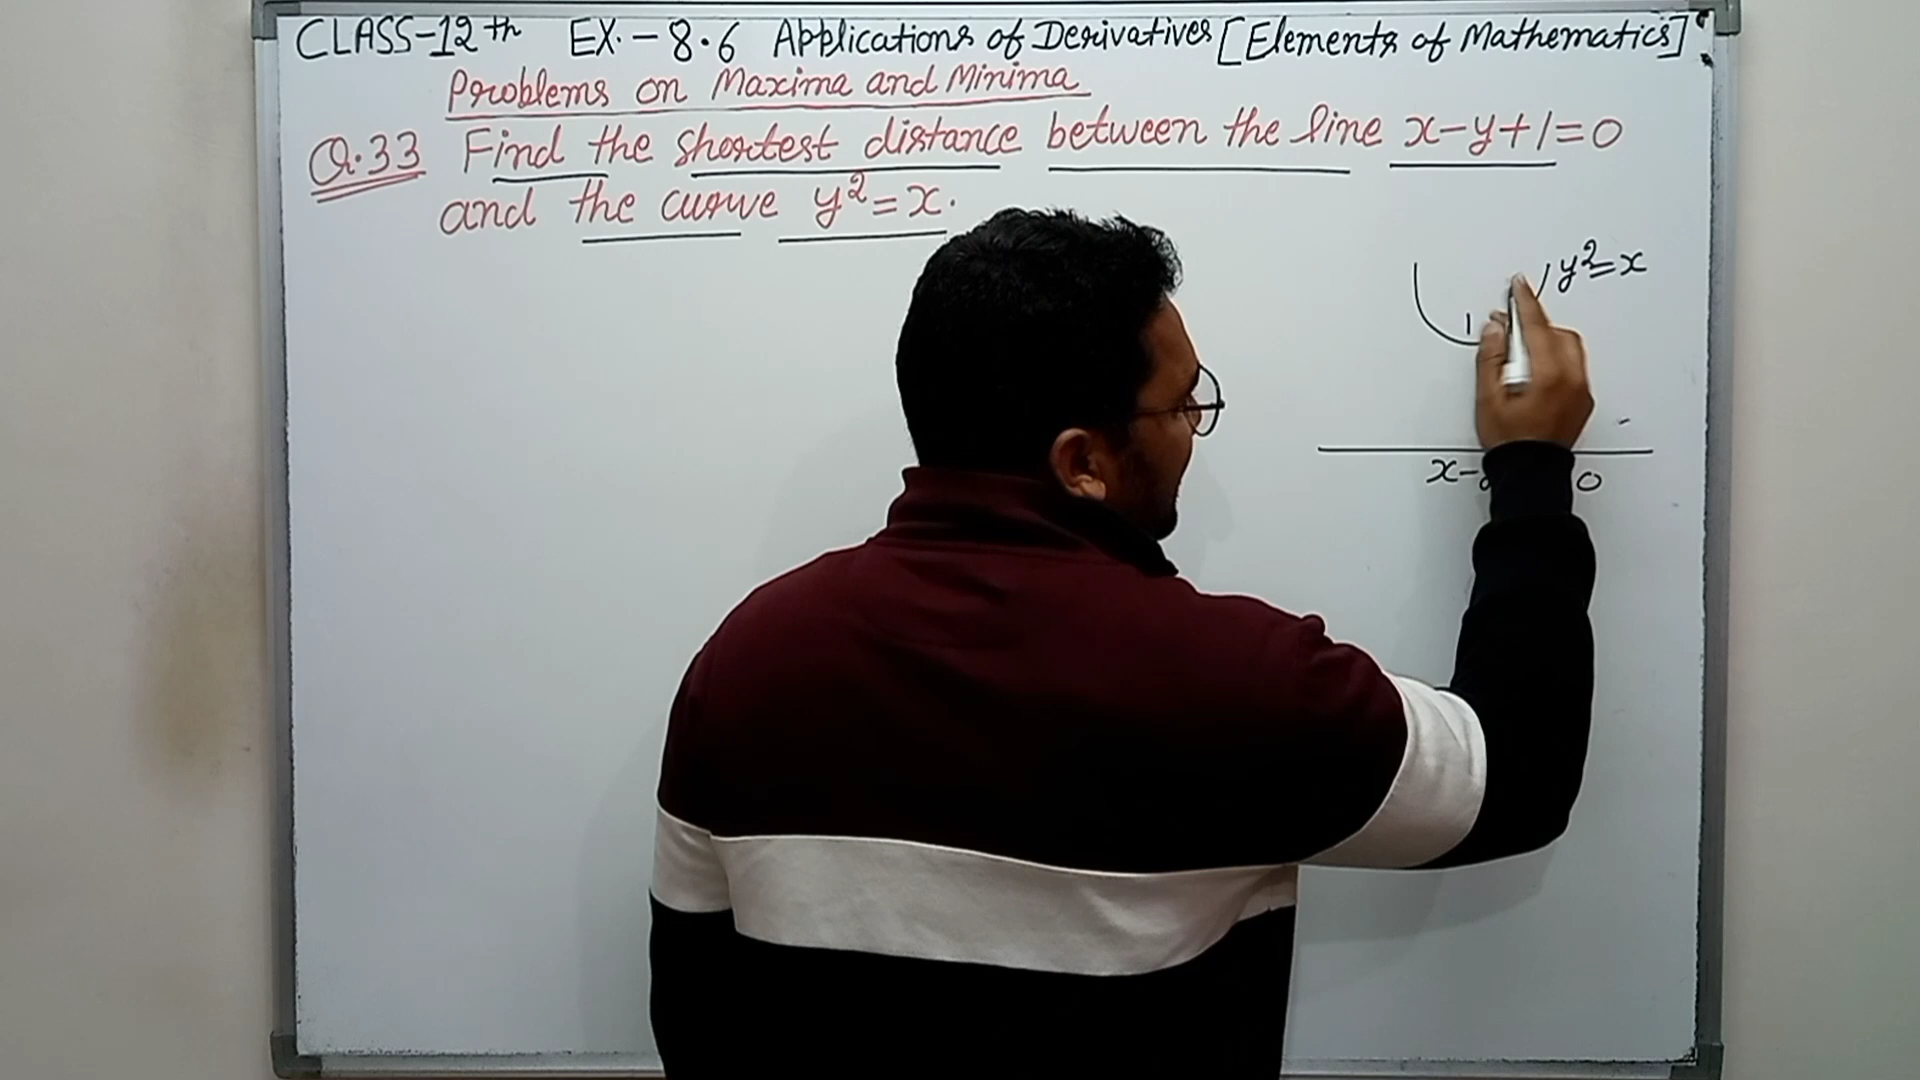 CLASS-12th EX.-8.6 Applications of Derivatives [Elements of Mathematics]
Problems on Maxima and Minima
Q.33 Find the shortest distance between the line x-y+1=0
and the curve y²=x.
y²=x
x- 0